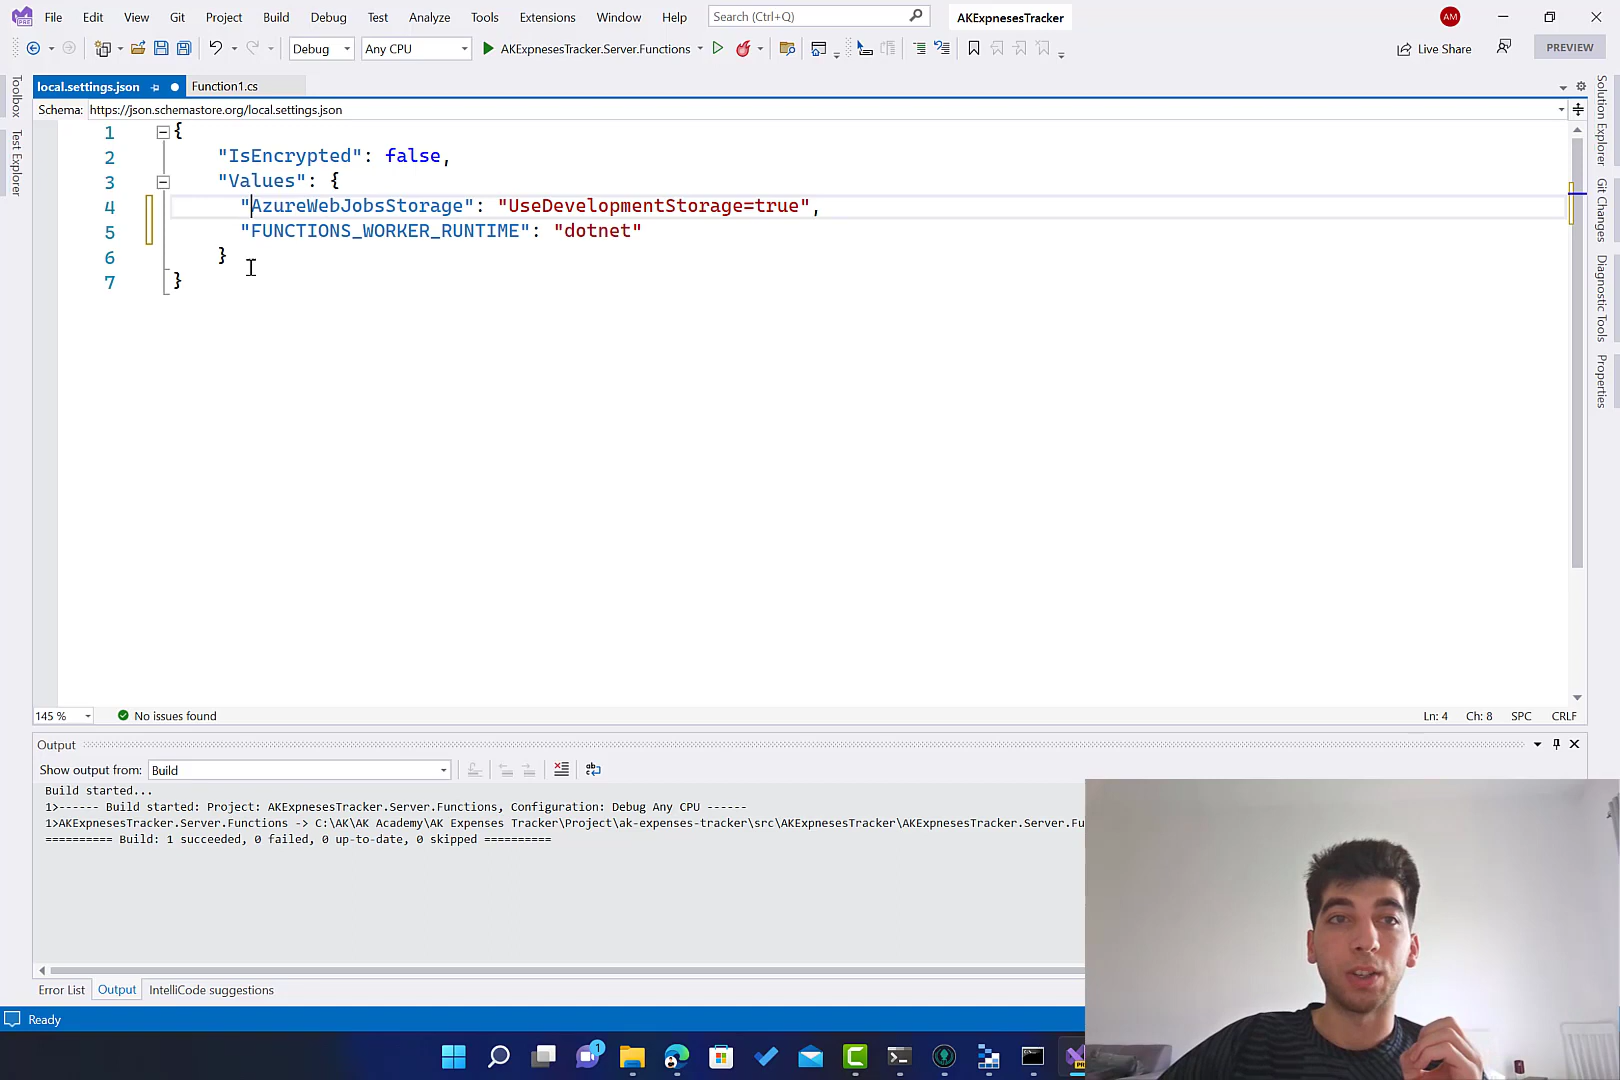 File Edit View Git Project Build Debug Test Analyze Tools Extensions Window Help Search (Ctrl+Q) AKExpnesesTracker AM
Debug Any CPU AKExpnesesTracker.Server.Functions Live Share PREVIEW
local.settings.json Function1.cs
Schema: https://json.schemastore.org/local.settings.json
1 {
2 "IsEncrypted": false,
3 "Values": {
4 "AzureWebJobsStorage": "UseDevelopmentStorage=true",
5 "FUNCTIONS_WORKER_RUNTIME": "dotnet"
6 }
7 }
Toolbox
Test Explorer
Solution Explorer
Git Changes
Diagnostic Tools
Properties
145 % No issues found Ln: 4 Ch: 8 SPC CRLF
Output
Show output from: Build
Build started...
1>------ Build started: Project: AKExpnesesTracker.Server.Functions, Configuration: Debug Any CPU ------
1>AKExpnesesTracker.Server.Functions -> C:\AK\AK Academy\AK Expenses Tracker\Project\ak-expenses-tracker\src\AKExpnesesTracker\AKExpnesesTracker.Server.Fu
========== Build: 1 succeeded, 0 failed, 0 up-to-date, 0 skipped ==========
Error List Output IntelliCode suggestions
Ready
1